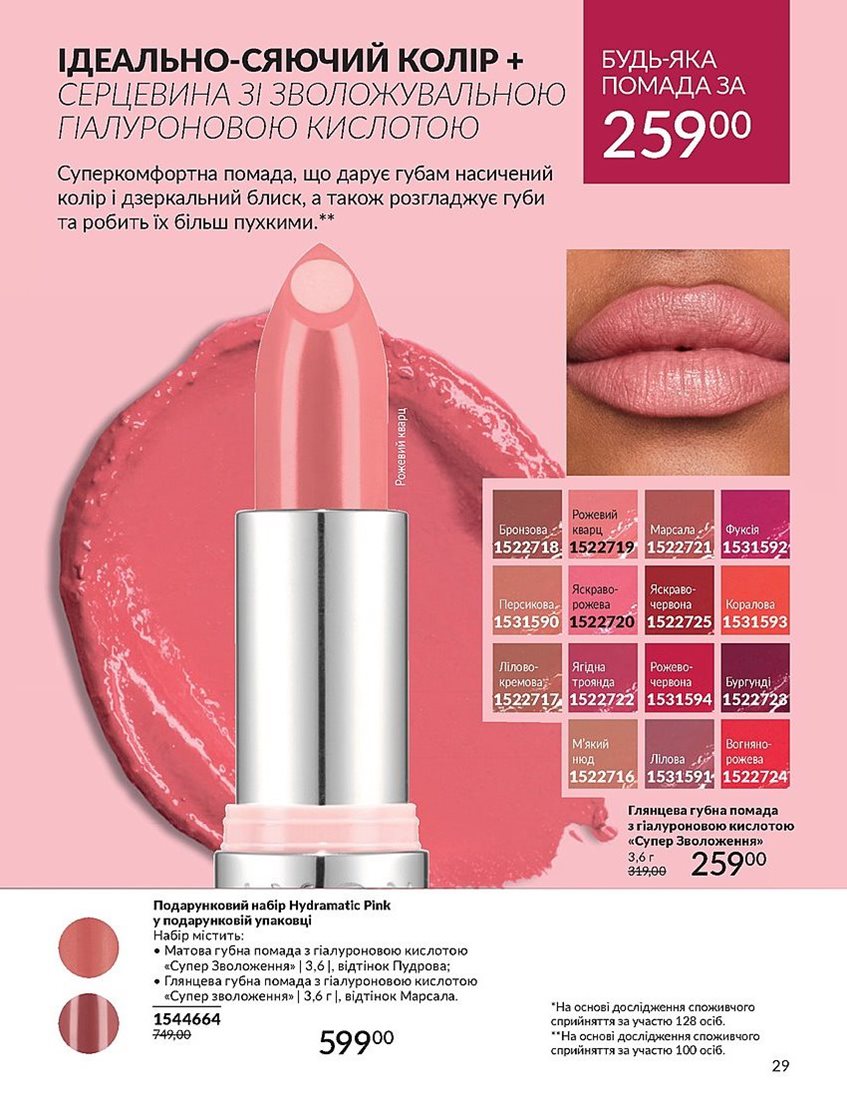 ІДЕАЛЬНО-СЯЮЧИЙ КОЛІР +
СЕРЦЕВИНА ЗІ ЗВОЛОЖУВАЛЬНОЮ
ГІАЛУРОНОВОЮ КИСЛОТОЮ
Суперкомфортна помада, що дарує губам насичений
колір і дзеркальний блиск, а також розгладжує губи
та робить їх більш пухкими.**
БУДЬ-ЯКА
ПОМАДА ЗА
259⁰⁰
Рожевий кварц
Бронзова
1522718
Рожевий
кварц
1522719
Марсала
1522721
Фуксія
1531592
Персикова
1531590
Яскраво-
рожева
1522720
Яскраво-
червона
1522725
Коралова
1531593
Лілово-
кремова
1522717
Ягідна
троянда
1522722
Рожево-
червона
1531594
Бургунді
1522723
М'який
нюд
1522716
Лілова
1531591
Вогняно-
рожева
1522724
Глянцева губна помада
з гіалуроновою кислотою
«Супер Зволоження»
3,6 г
319,00
259⁰⁰
Подарунковий набір Hydramatic Pink
у подарунковій упаковці
Набір містить:
• Матова губна помада з гіалуроновою кислотою
«Супер Зволоження» | 3,6 |, відтінок Пудрова;
• Глянцева губна помада з гіалуроновою кислотою
«Супер зволоження» | 3,6 г |, відтінок Марсала.
1544664
749,00
599⁰⁰
*На основі дослідження споживчого
сприйняття за участю 128 осіб.
**На основі дослідження споживчого
сприйняття за участю 100 осіб.
29